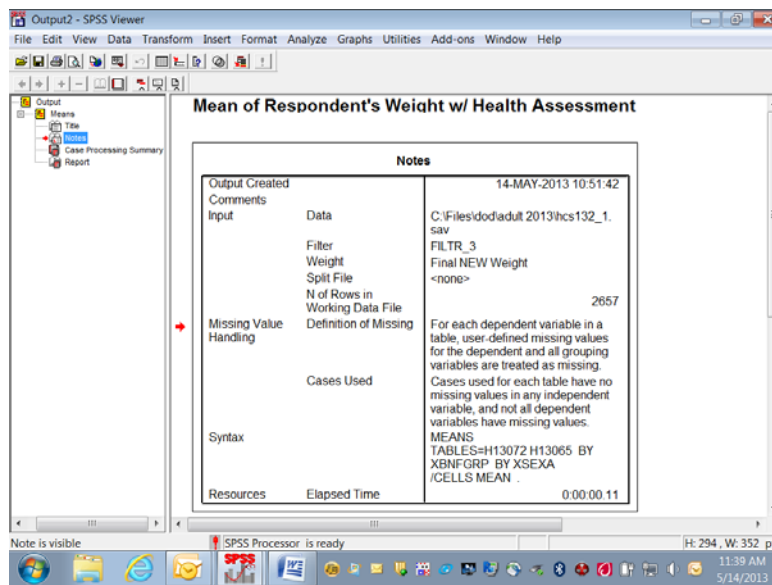 Output2 - SPSS Viewer
File Edit View Data Transform Insert Format Analyze Graphs Utilities Add-ons Window Help
Output
Means
Title
Notes
Case Processing Summary
Report
Mean of Respondent's Weight w/ Health Assessment
Notes
Output Created 14-MAY-2013 10:51:42
Comments
Input Data C:\Files\dod\adult 2013\hcs132_1.
sav
Filter FILTR_3
Weight Final NEW Weight
Split File <none>
N of Rows in
Working Data File 2657
Missing Value Handling Definition of Missing For each dependent variable in a
table, user-defined missing values
for the dependent and all grouping
variables are treated as missing.
Cases Used Cases used for each table have no
missing values in any independent
variable, and not all dependent
variables have missing values.
Syntax MEANS
TABLES=H13072 H13065 BY
XBNFGRP BY XSEXA
/CELLS MEAN .
Resources Elapsed Time 0:00:00.11
Note is visible SPSS Processor is ready H: 294 , W: 352 p
SPSS
11:39 AM
5/14/2013